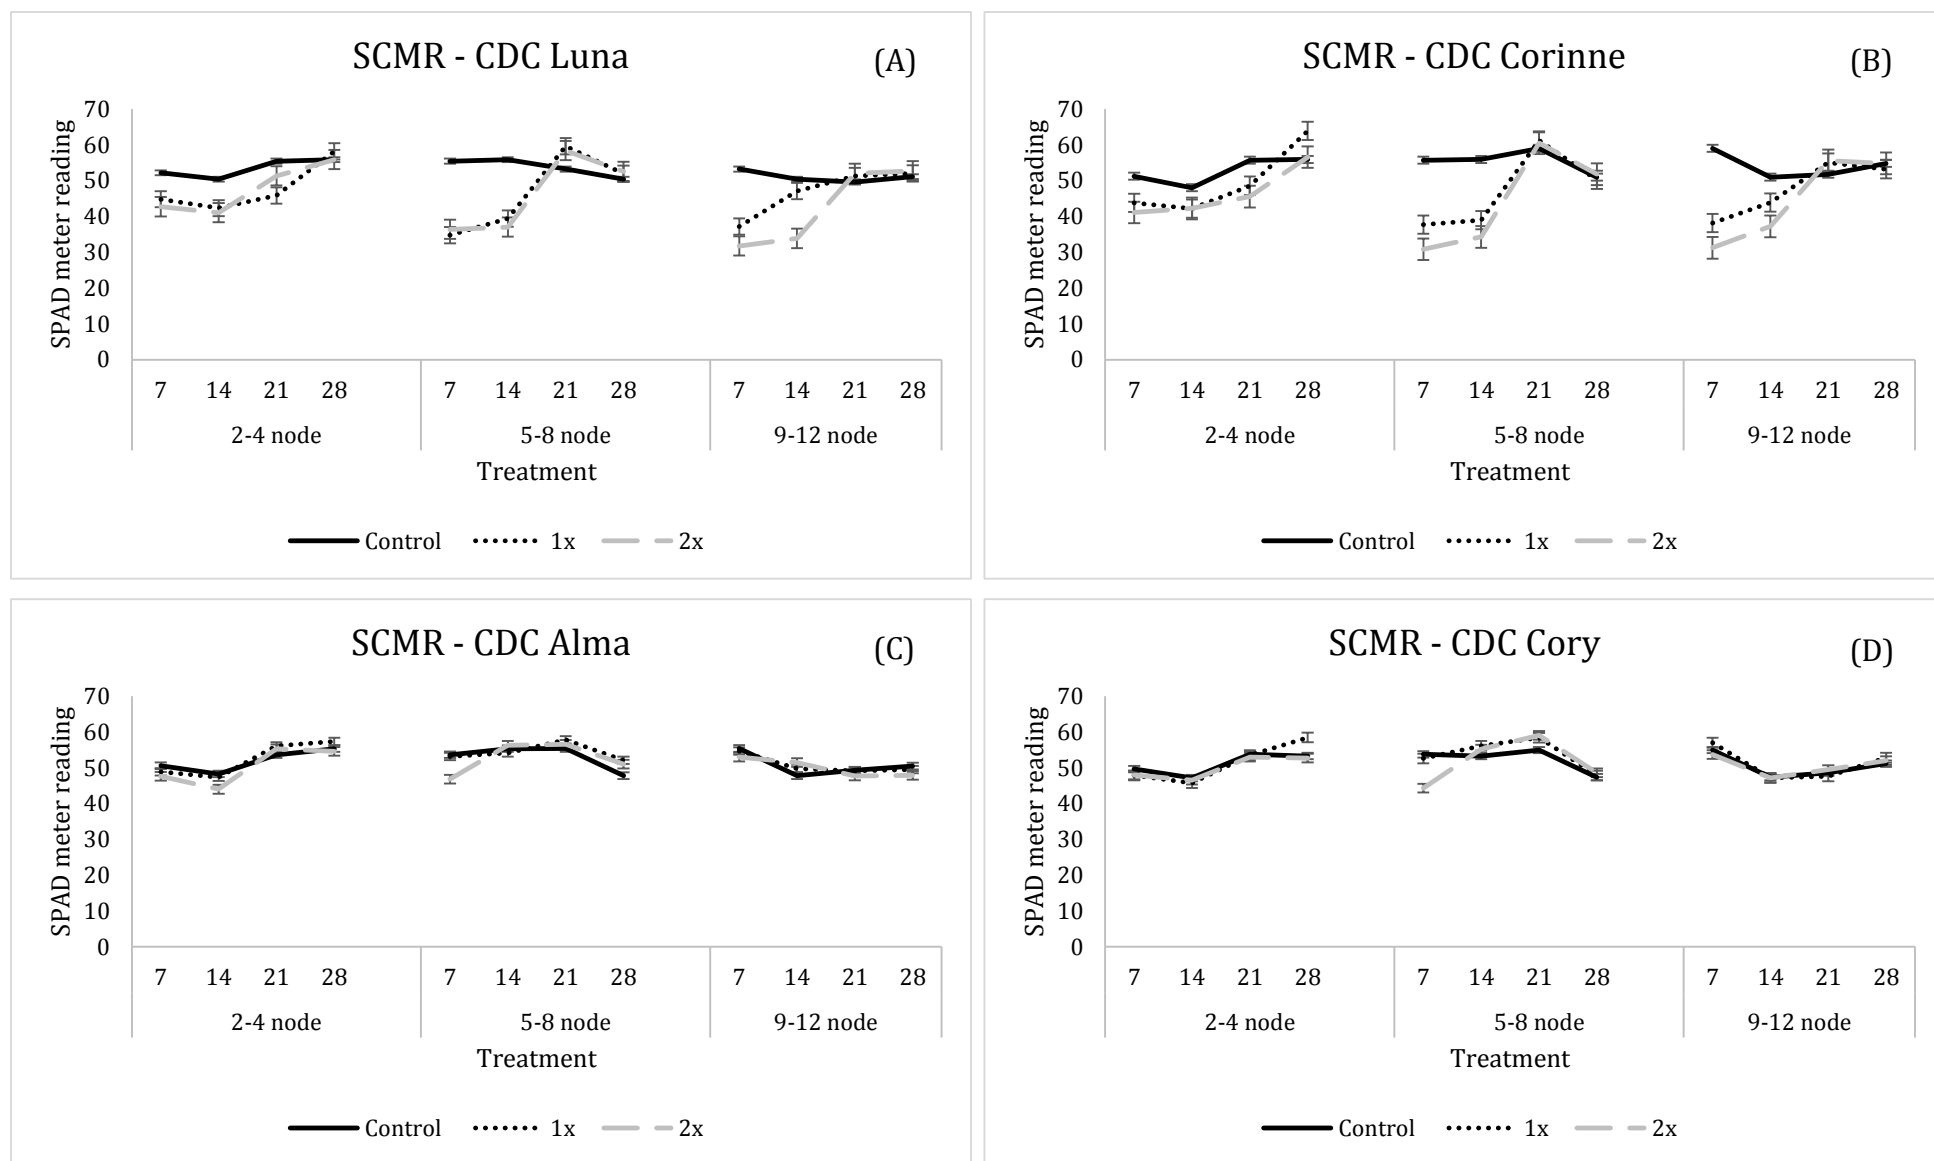 SCMR - CDC Luna
(A)
SPAD meter reading
70
60
50
40
30
20
10
0
7 14 21 28 7 14 21 28 7 14 21 28
2-4 node 5-8 node 9-12 node
Treatment
Control 1x 2x
SCMR - CDC Corinne
(B)
SPAD meter reading
70
60
50
40
30
20
10
0
7 14 21 28 7 14 21 28 7 14 21 28
2-4 node 5-8 node 9-12 node
Treatment
Control 1x 2x
SCMR - CDC Alma
(C)
SPAD meter reading
70
60
50
40
30
20
10
0
7 14 21 28 7 14 21 28 7 14 21 28
2-4 node 5-8 node 9-12 node
Treatment
Control 1x 2x
SCMR - CDC Cory
(D)
SPAD meter reading
70
60
50
40
30
20
10
0
7 14 21 28 7 14 21 28 7 14 21 28
2-4 node 5-8 node 9-12 node
Treatment
Control 1x 2x